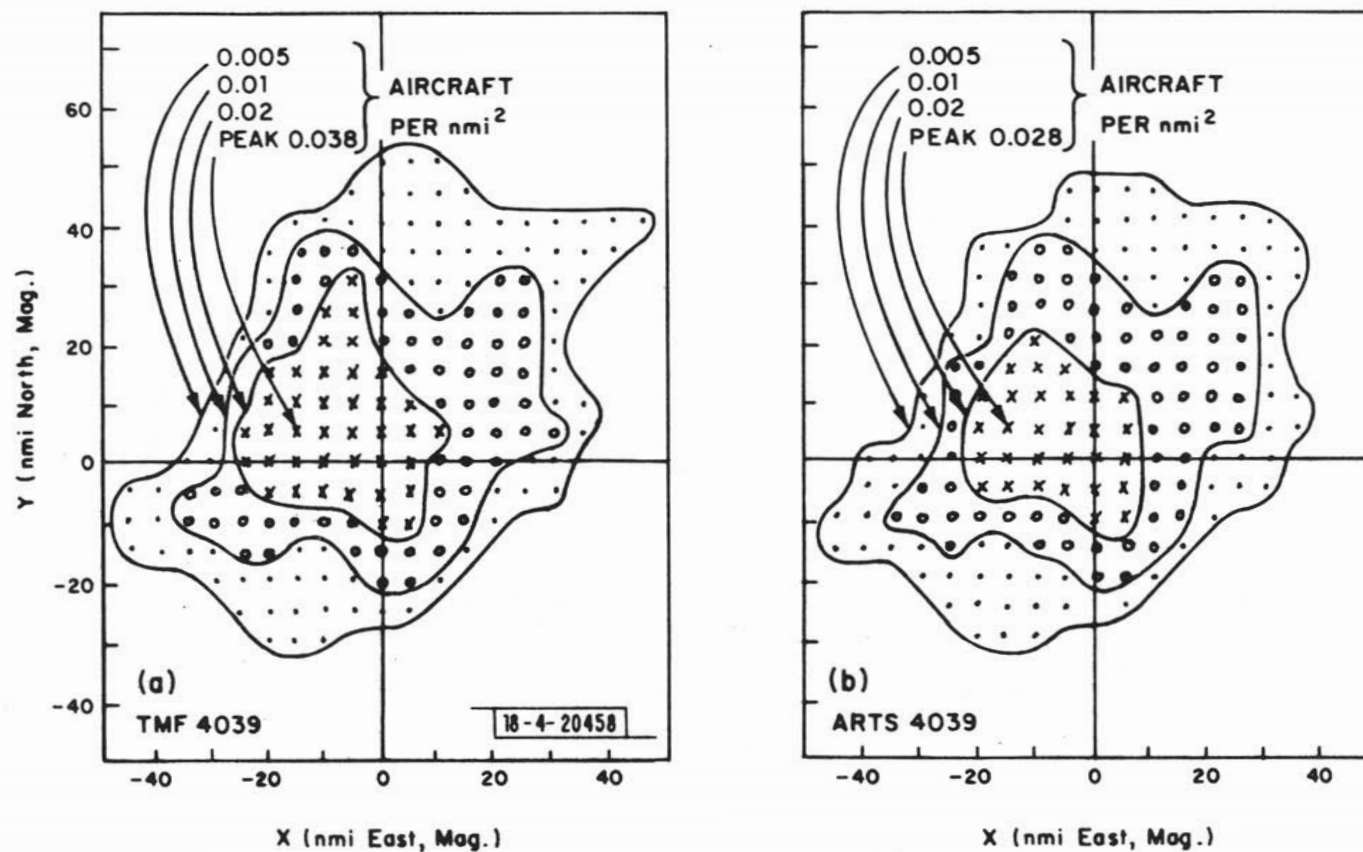 0.005
0.01
0.02
PEAK 0.038
AIRCRAFT
PER nmi²
60
40
20
0
-20
-40
Y (nmi North, Mag.)
(a)
TMF 4039
18-4-20458
-40
-20
0
20
40
X (nmi East, Mag.)
0.005
0.01
0.02
PEAK 0.028
AIRCRAFT
PER nmi²
(b)
ARTS 4039
-40
-20
0
20
40
X (nmi East, Mag.)